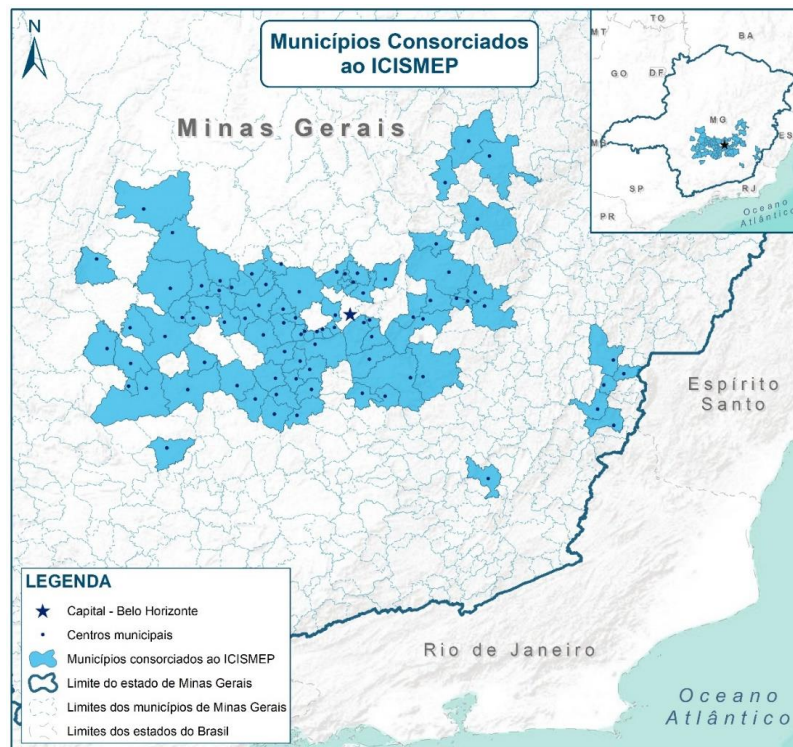 N
Municípios Consorciados
ao ICISMEP
Minas Gerais
TO
BA
MT
GO
DF
MG
MS
ES
SP
RJ
PR
Oceano
Atlântico
Espírito
Santo
Rio de Janeiro
Oceano
Atlântico
LEGENDA
Capital - Belo Horizonte
Centros municipais
Municípios consorciados ao ICISMEP
Limite do estado de Minas Gerais
Limites dos municípios de Minas Gerais
Limites dos estados do Brasil